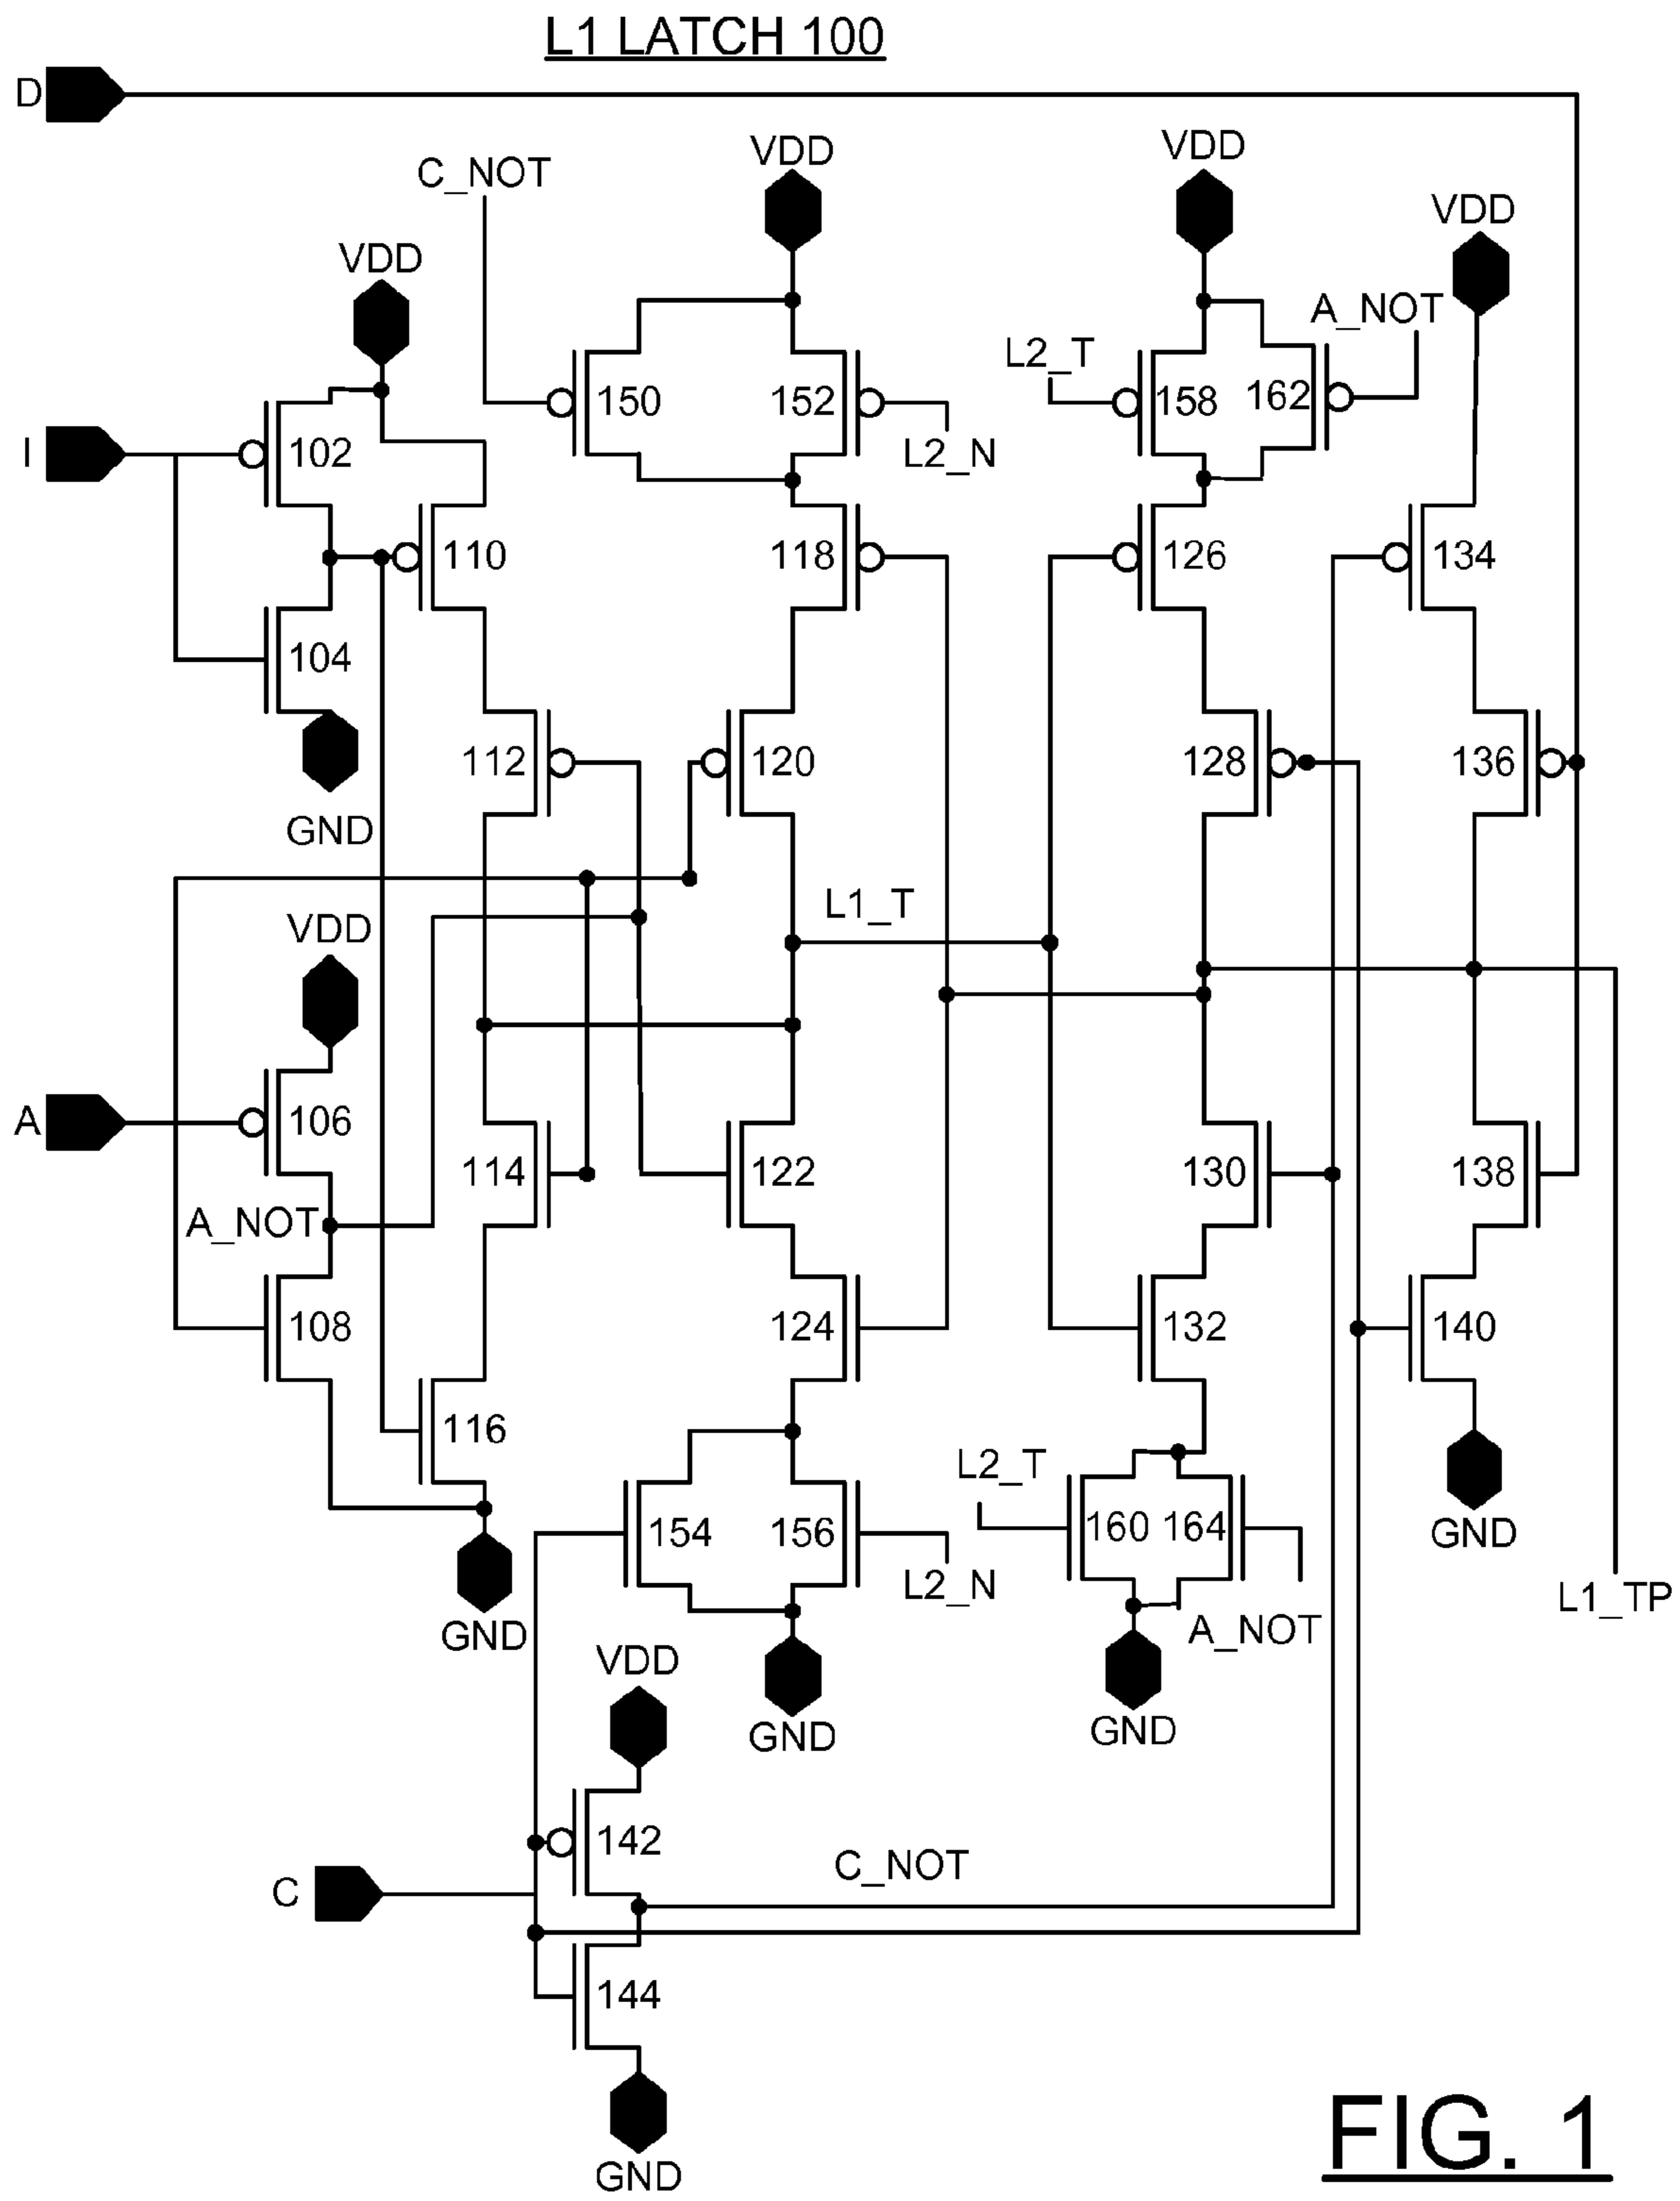 L1 LATCH 100
D
VDD
VDD
C_NOT
VDD
VDD
A_NOT
L2_T
150
152
158
162
I
102
L2_N
110
118
126
134
104
112
120
128
136
GND
L1_T
VDD
A
106
114
122
130
138
A_NOT
108
124
132
140
116
L2_T
154
156
160
164
GND
L2_N
L1_TP
GND
A_NOT
VDD
GND
GND
142
C_NOT
C
144
GND
FIG. 1